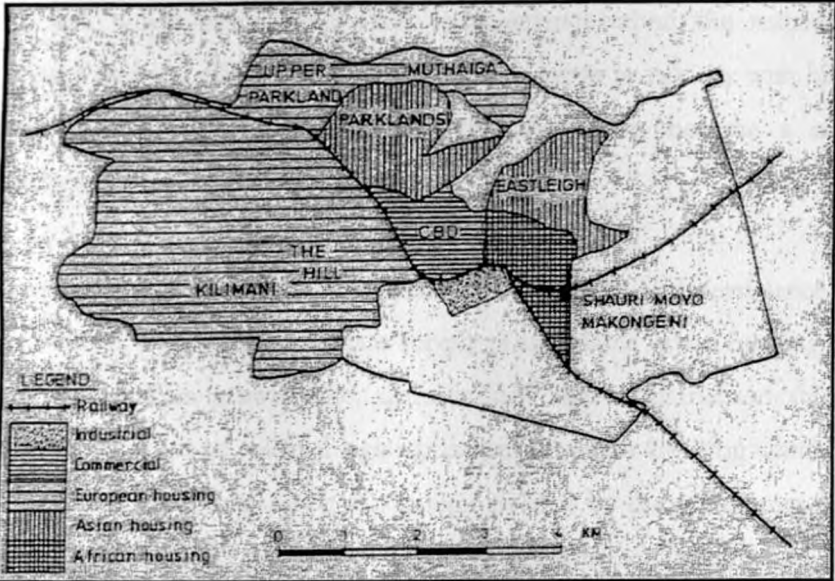 UPPER MUTHAIGA
PARKLAND
PARKLANDS
EASTLEIGH
CBD
THE
HILL
KILIMANI
SHAURI MOYO
MAKONGENI
LEGEND
Railway
Industrial
Commercial
European housing
Asian housing
African housing
0 1 2 3 4 KM